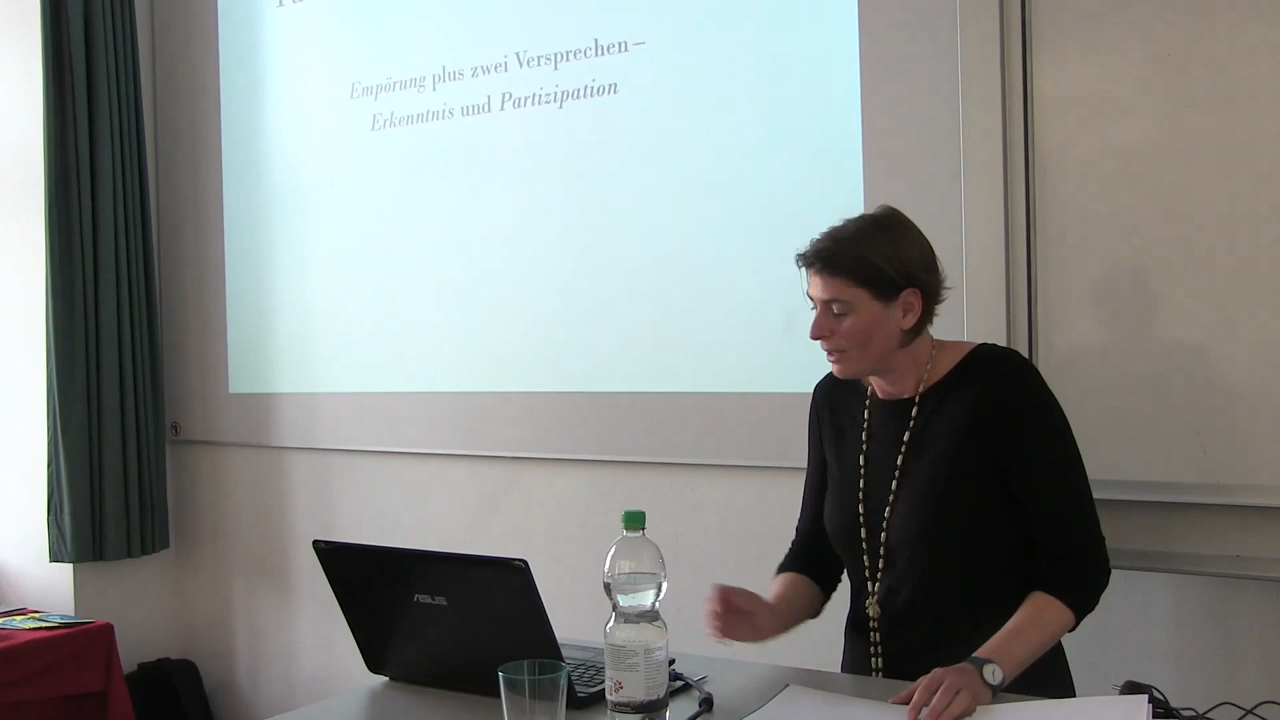 Empörung plus zwei Versprechen –
Erkenntnis und Partizipation
ASUS